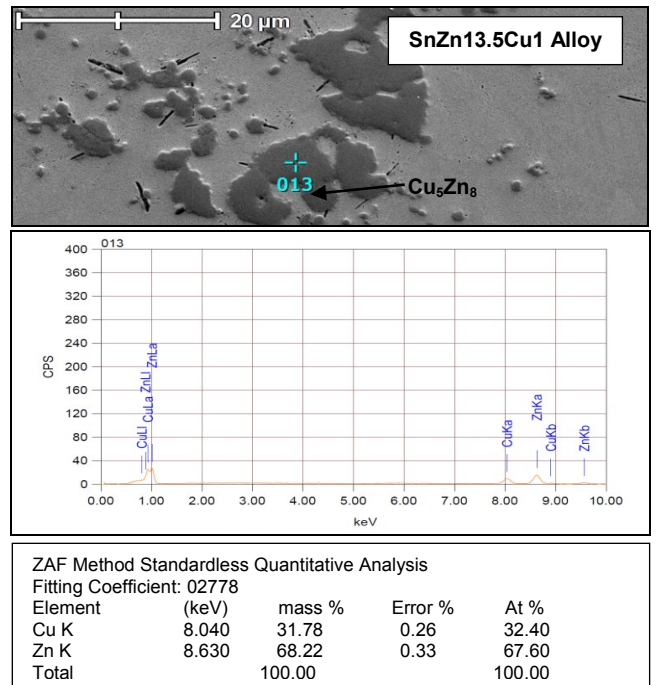 20 µm
SnZn13.5Cu1 Alloy
013
Cu₅Zn₈
013
400
360
320
280
240
200
160
120
80
40
0
CPS
CuLl
CuLa
ZnLl
ZnLa
CuKa
ZnKa
CuKb
ZnKb
0.00 1.00 2.00 3.00 4.00 5.00 6.00 7.00 8.00 9.00 10.00
keV
ZAF Method Standardless Quantitative Analysis
Fitting Coefficient: 02778
Element (keV) mass % Error % At %
Cu K 8.040 31.78 0.26 32.40
Zn K 8.630 68.22 0.33 67.60
Total 100.00 100.00